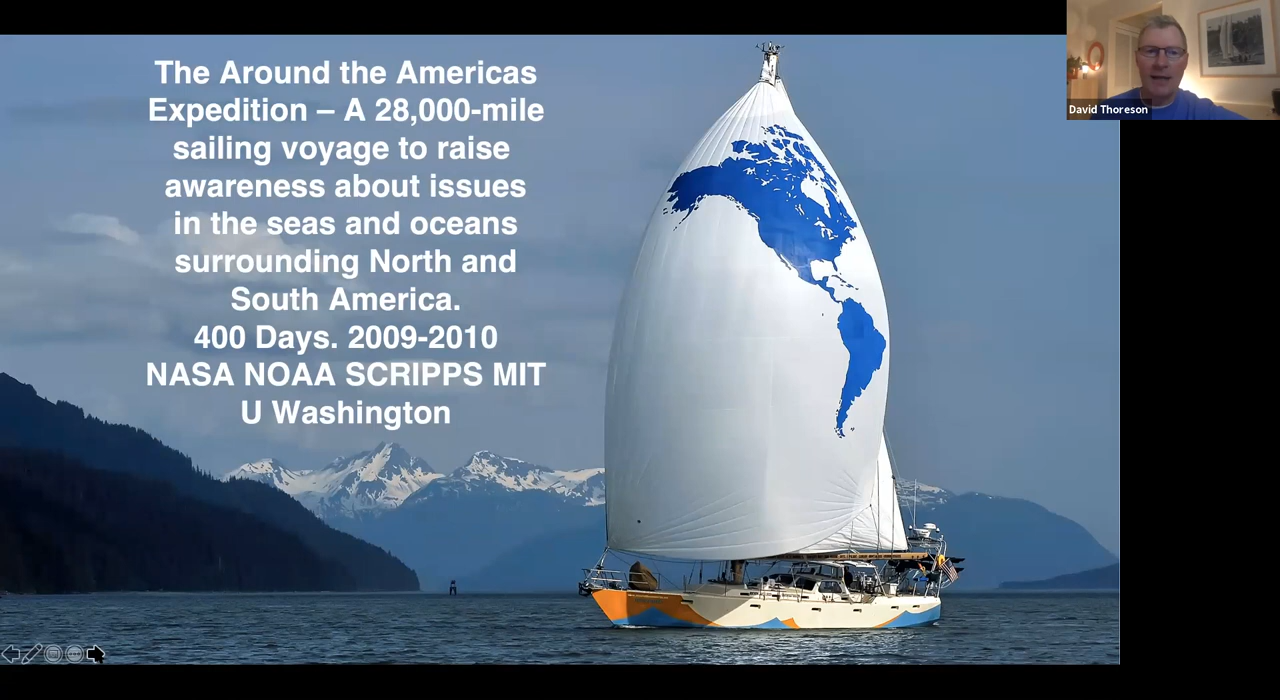 The Around the Americas
Expedition – A 28,000-mile
sailing voyage to raise
awareness about issues
in the seas and oceans
surrounding North and
South America.
400 Days. 2009-2010
NASA NOAA SCRIPPS MIT
U Washington
David Thoreson